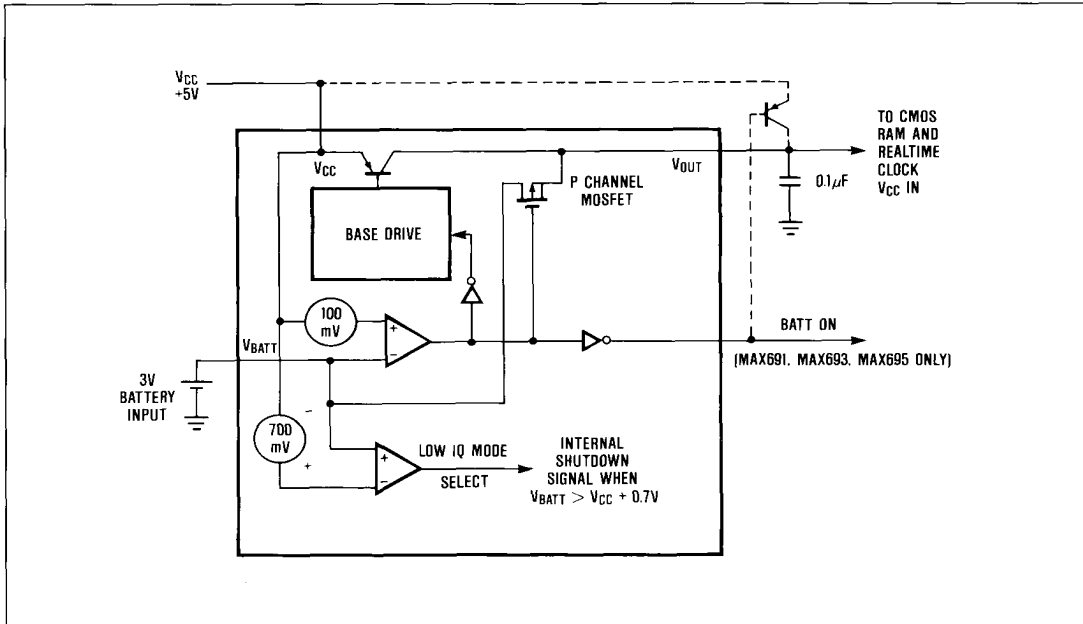 VCC
+5V
TO CMOS
RAM AND
REALTIME
CLOCK
VCC IN
VCC
VOUT
P CHANNEL
MOSFET
0.1μF
BASE DRIVE
100
mV
+
−
VBATT
BATT ON
(MAX691, MAX693, MAX695 ONLY)
3V
BATTERY
INPUT
−
700
mV
+
+
−
LOW IQ MODE
SELECT
INTERNAL
SHUTDOWN
SIGNAL WHEN
VBATT > VCC + 0.7V